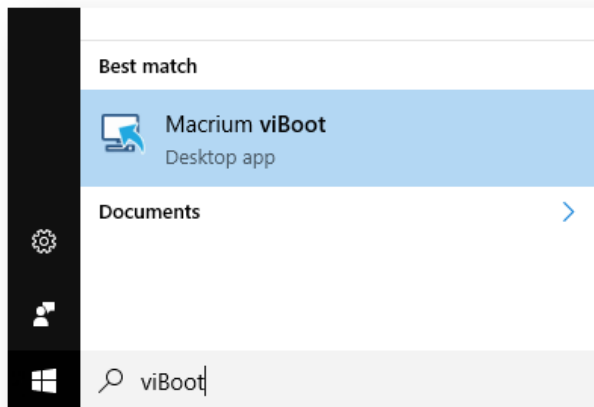 Best match
Macrium viBoot
Desktop app
Documents
viBoot